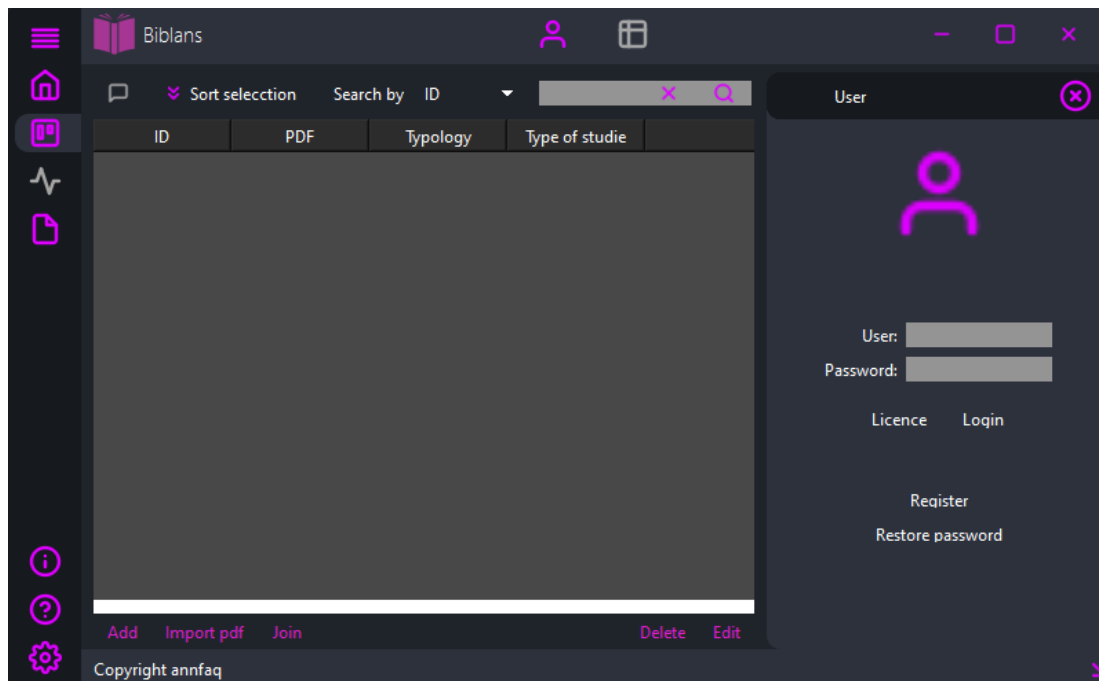 Biblans
Sort selecction Search by ID
User
ID PDF Typology Type of studie
User:
Password:
Licence Login
Register
Restore password
Add Import pdf Join Delete Edit
Copyright annfaq